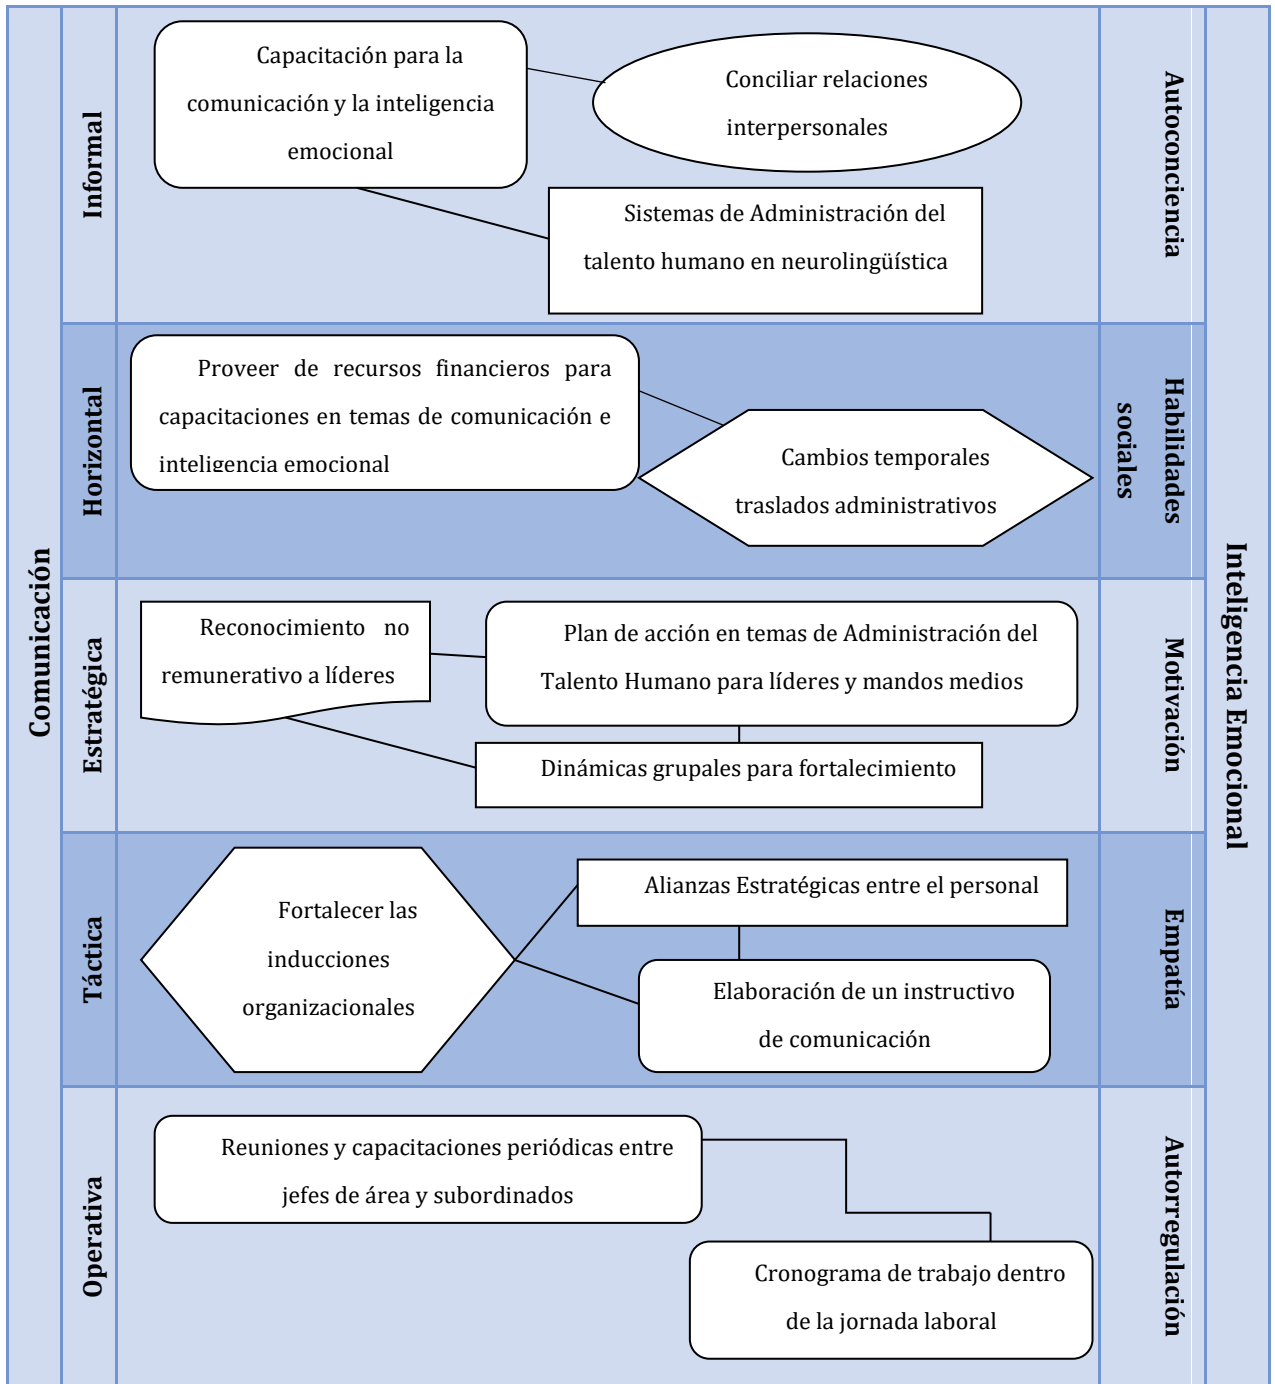 Comunicación
Informal
Capacitación para la
comunicación y la inteligencia
emocional
Conciliar relaciones
interpersonales
Sistemas de Administración del
talento humano en neurolingüística
Autoconciencia
Horizontal
Proveer de recursos financieros para
capacitaciones en temas de comunicación e
inteligencia emocional
Cambios temporales
traslados administrativos
Habilidades
sociales
Estratégica
Reconocimiento no
remunerativo a líderes
Plan de acción en temas de Administración del
Talento Humano para líderes y mandos medios
Dinámicas grupales para fortalecimiento
Motivación
Táctica
Fortalecer las
inducciones
organizacionales
Alianzas Estratégicas entre el personal
Elaboración de un instructivo
de comunicación
Empatía
Operativa
Reuniones y capacitaciones periódicas entre
jefes de área y subordinados
Cronograma de trabajo dentro
de la jornada laboral
Autorregulación
Inteligencia Emocional